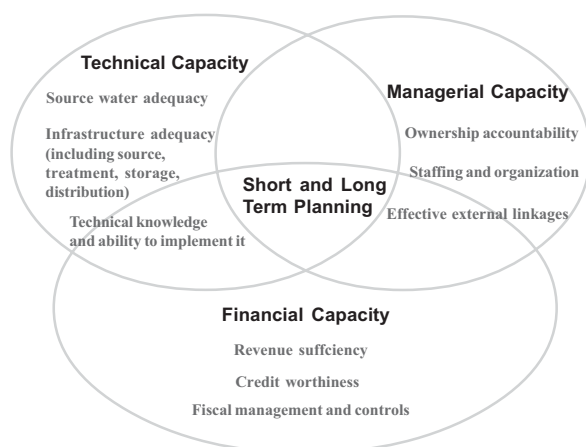 Technical Capacity
Source water adequacy
Infrastructure adequacy
(including source,
treatment, storage,
distribution)
Technical knowledge
and ability to implement it
Managerial Capacity
Ownership accountability
Staffing and organization
Effective external linkages
Short and Long
Term Planning
Financial Capacity
Revenue suffciency
Credit worthiness
Fiscal management and controls